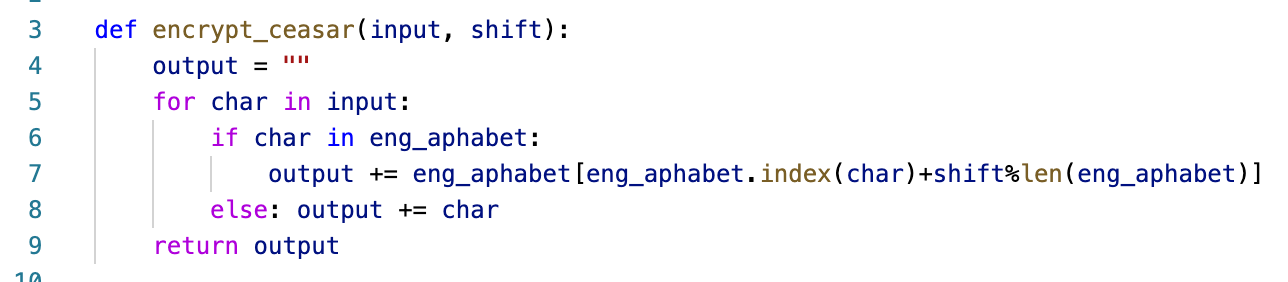 3 def encrypt_ceasar(input, shift):
4 output = ""
5 for char in input:
6 if char in eng_aphabet:
7 output += eng_aphabet[eng_aphabet.index(char)+shift%len(eng_aphabet)]
8 else: output += char
9 return output
10